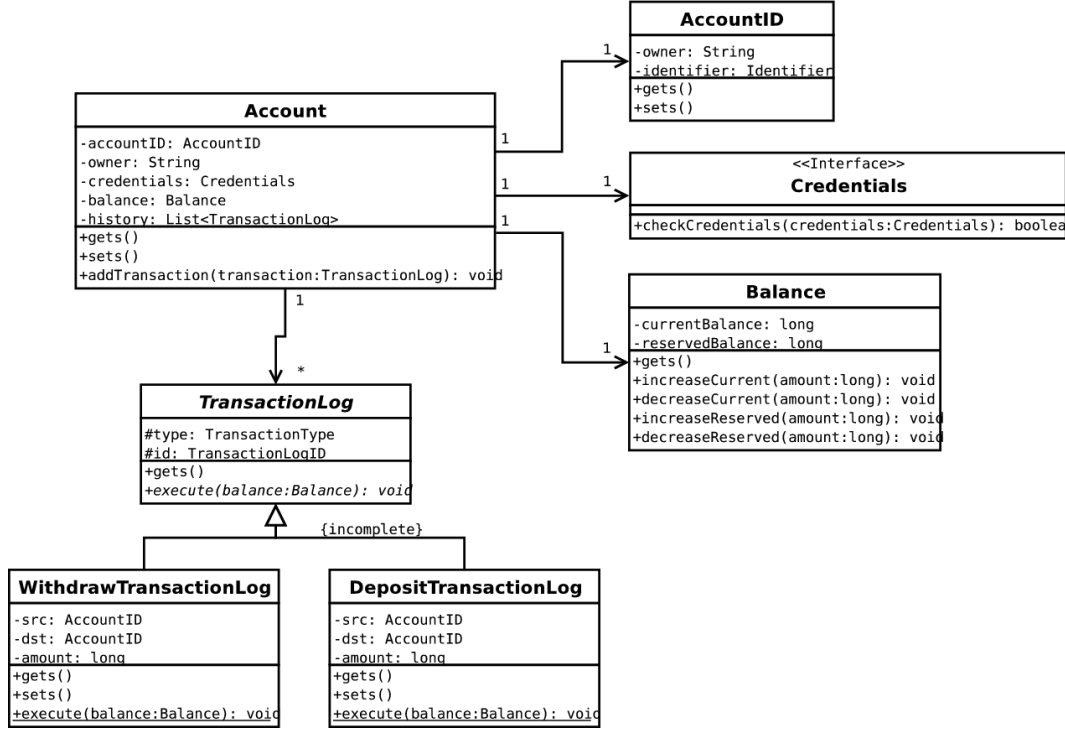 AccountID
-owner: String
-identifier: Identifier
+gets()
+sets()
1
Account
-accountID: AccountID
-owner: String
-credentials: Credentials
-balance: Balance
-history: List<TransactionLog>
+gets()
+sets()
+addTransaction(transaction:TransactionLog): void
1
1
1
1
<<Interface>>
Credentials
+checkCredentials(credentials:Credentials): boolea
1
Balance
-currentBalance: long
-reservedBalance: long
+gets()
+increaseCurrent(amount:long): void
+decreaseCurrent(amount:long): void
+increaseReserved(amount:long): void
+decreaseReserved(amount:long): void
1
*
TransactionLog
#type: TransactionType
#id: TransactionLogID
+gets()
+execute(balance:Balance): void
{incomplete}
WithdrawTransactionLog
-src: AccountID
-dst: AccountID
-amount: long
+gets()
+sets()
+execute(balance:Balance): void
DepositTransactionLog
-src: AccountID
-dst: AccountID
-amount: long
+gets()
+sets()
+execute(balance:Balance): void